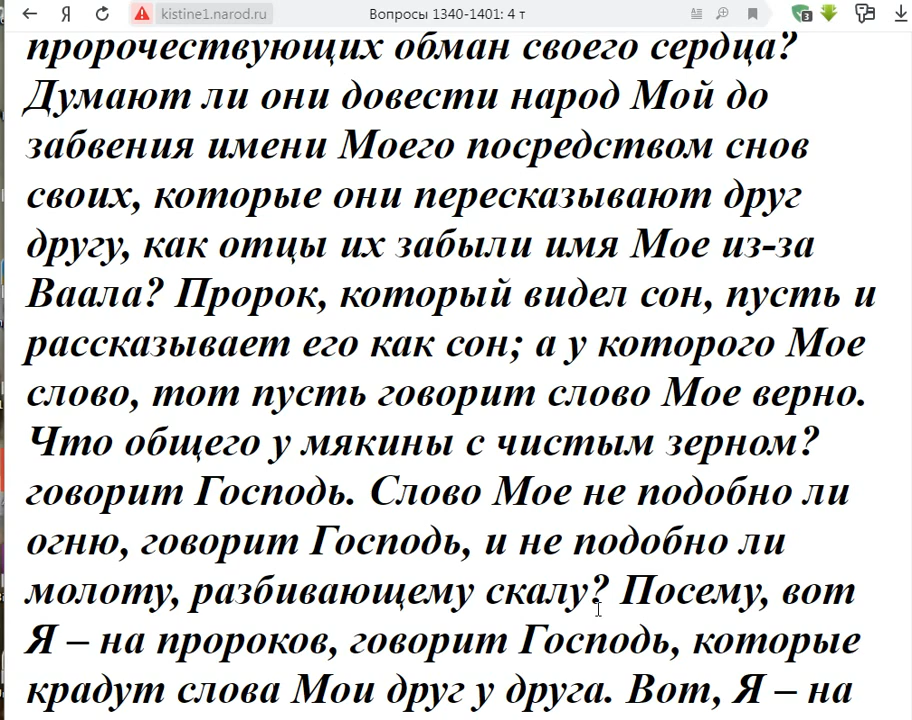 kistine1.narod.ru
Вопросы 1340-1401: 4 т
3
пророчествующих обман своего сердца?
Думают ли они довести народ Мой до
забвения имени Моего посредством снов
своих, которые они пересказывают друг
другу, как отцы их забыли имя Мое из-за
Ваала? Пророк, который видел сон, пусть и
рассказывает его как сон; а у которого Мое
слово, тот пусть говорит слово Мое верно.
Что общего у мякины с чистым зерном?
говорит Господь. Слово Мое не подобно ли
огню, говорит Господь, и не подобно ли
молоту, разбивающему скалу? Посему, вот
Я – на пророков, говорит Господь, которые
крадут слова Мои друг у друга. Вот, Я – на